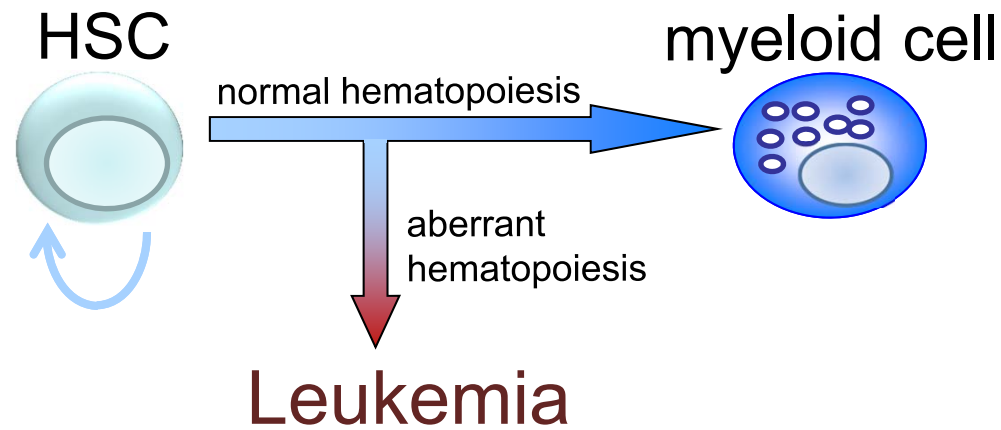 HSC
myeloid cell
normal hematopoiesis
aberrant
hematopoiesis
Leukemia